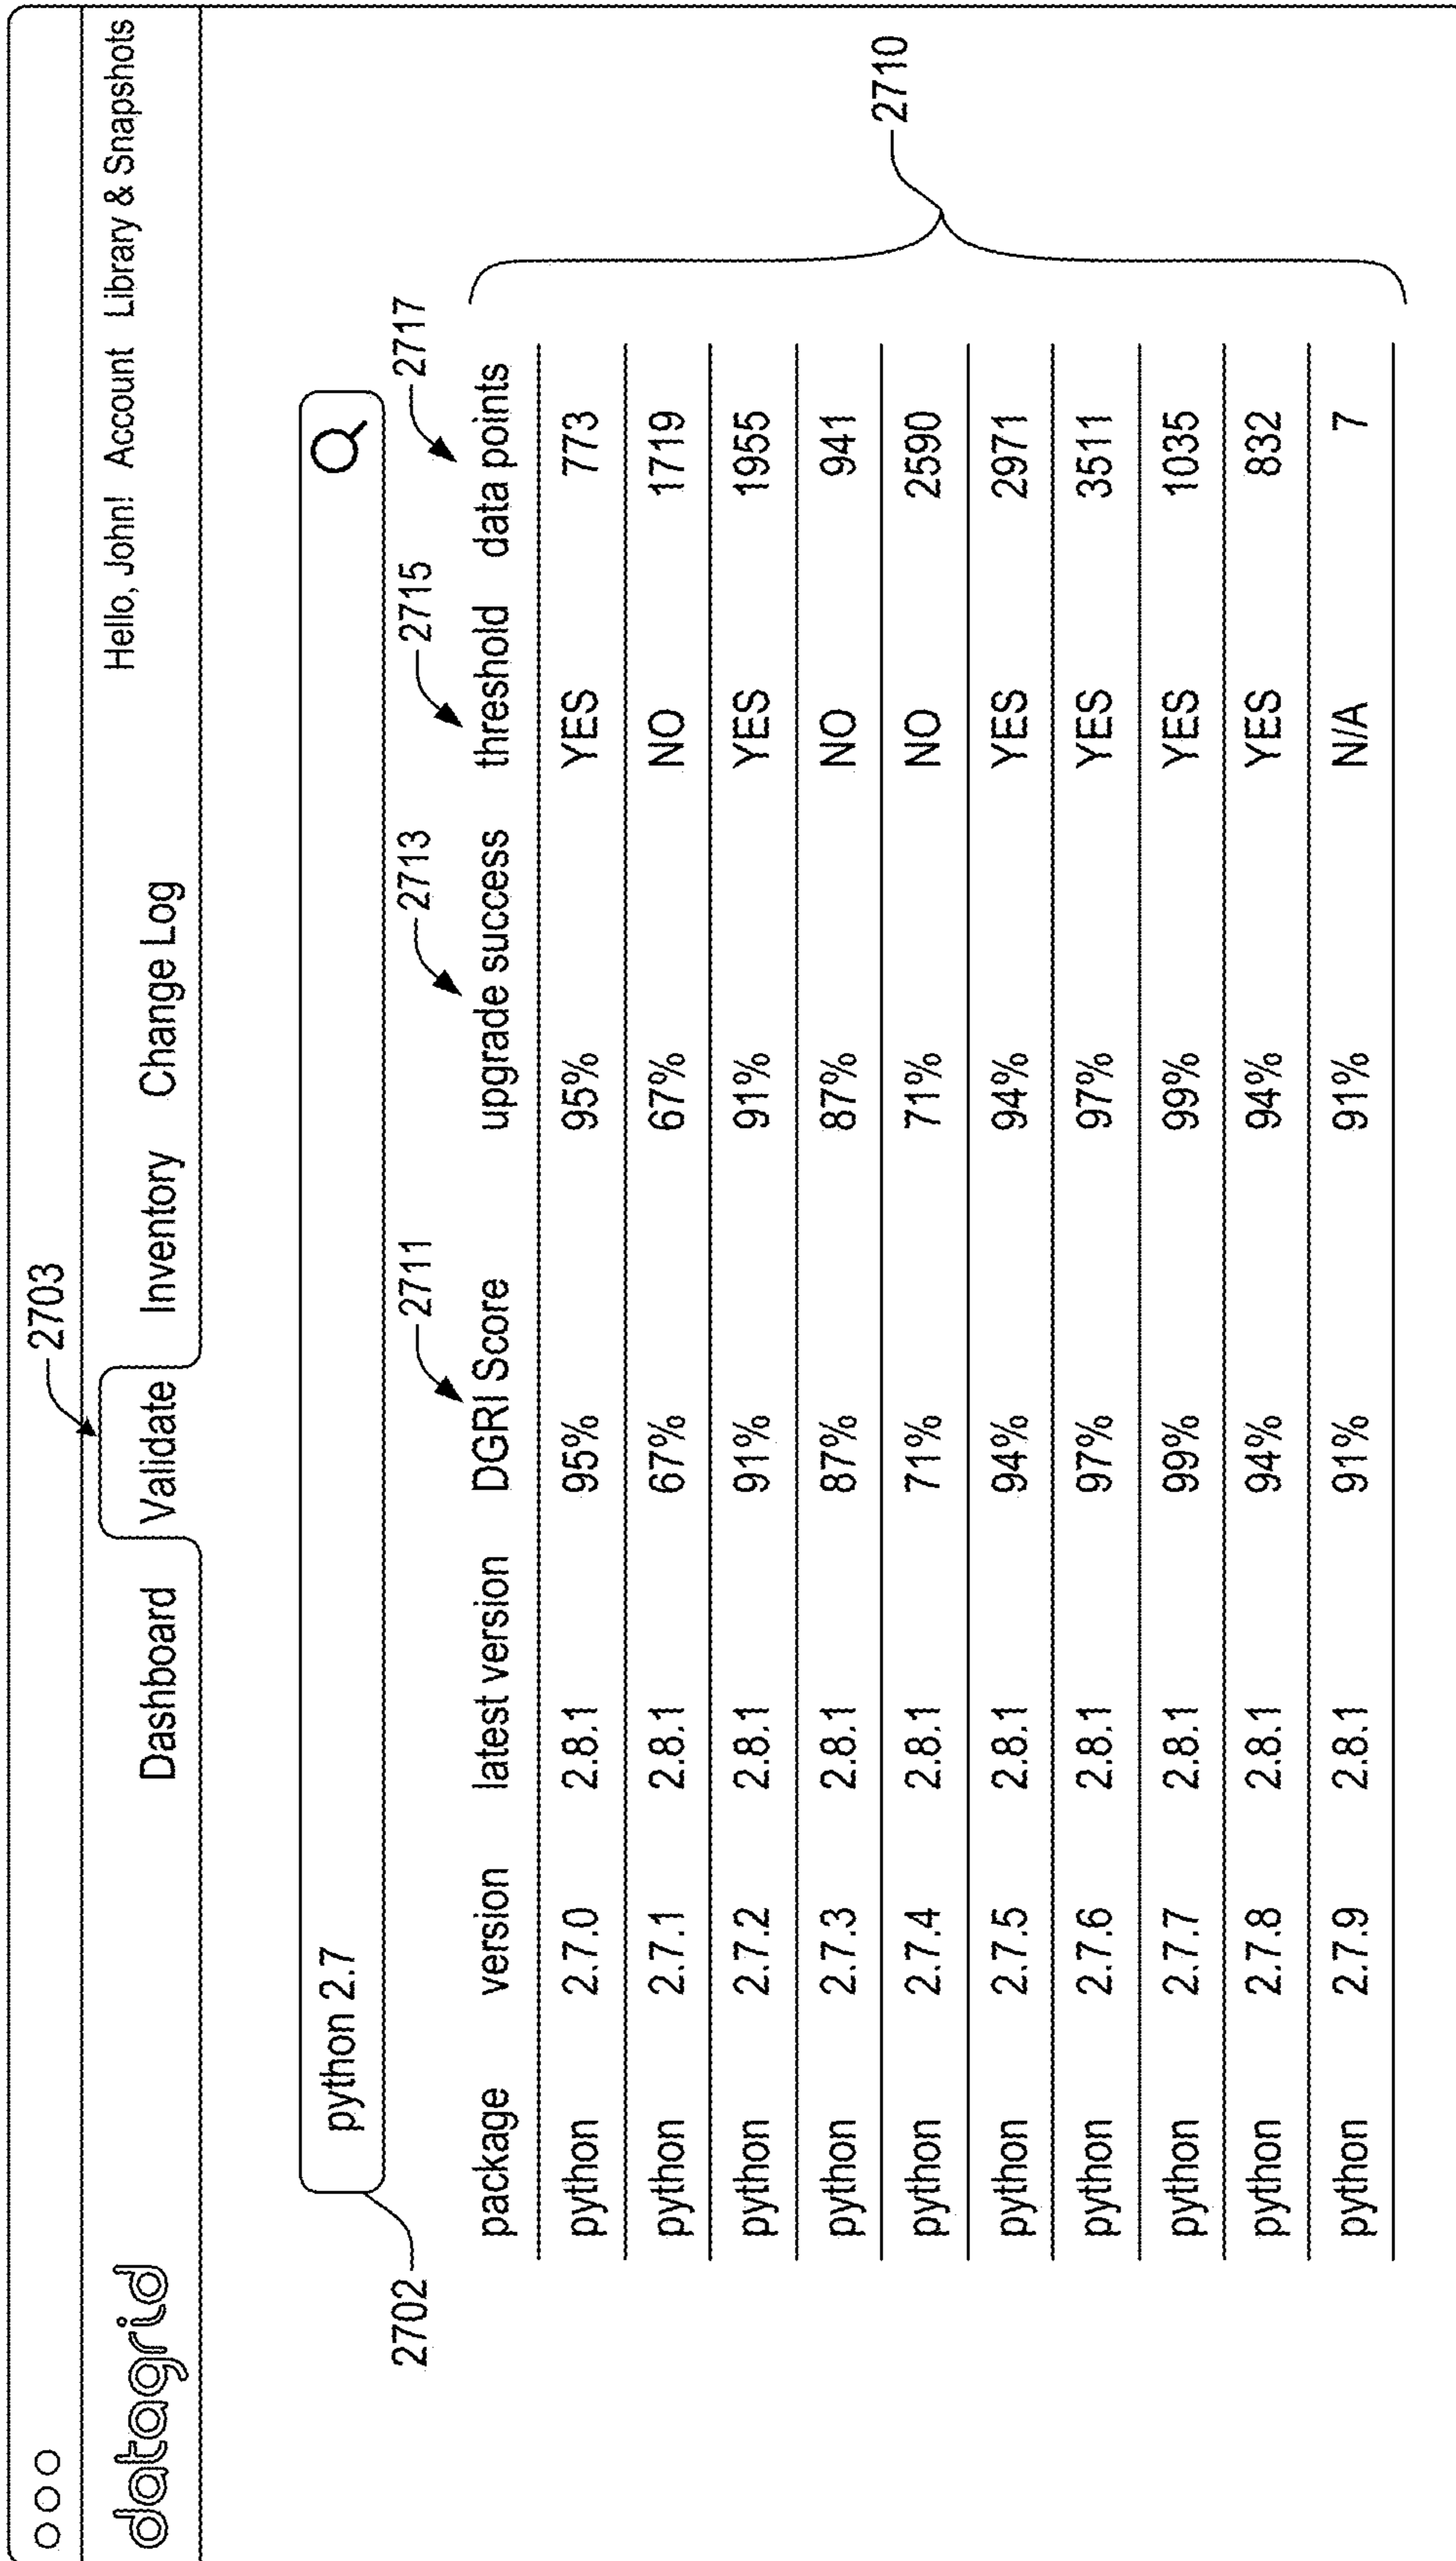 2703
datagrid Dashboard Validate Inventory Change Log Hello, John! Account Library & Snapshots
python 2.7
2702 2711 2713 2715 2717
package version latest version DGRI Score upgrade success threshold data points
python 2.7.0 2.8.1 95% 95% YES 773
python 2.7.1 2.8.1 67% 67% NO 1719
python 2.7.2 2.8.1 91% 91% YES 1955
python 2.7.3 2.8.1 87% 87% NO 941
python 2.7.4 2.8.1 71% 71% NO 2590
2710
python 2.7.5 2.8.1 94% 94% YES 2971
python 2.7.6 2.8.1 97% 97% YES 3511
python 2.7.7 2.8.1 99% 99% YES 1035
python 2.7.8 2.8.1 94% 94% YES 832
python 2.7.9 2.8.1 91% 91% N/A 7